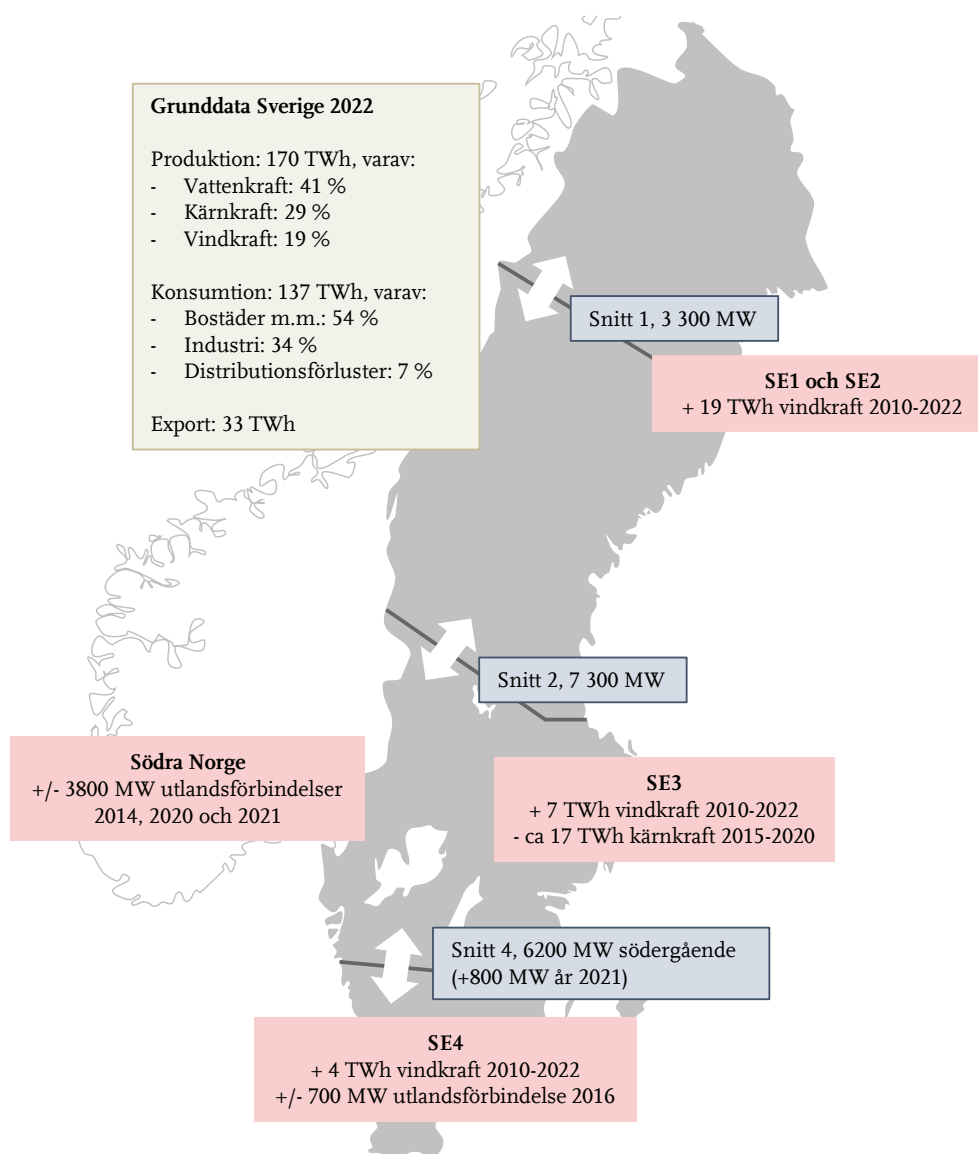 Grunddata Sverige 2022
Produktion: 170 TWh, varav:
- Vattenkraft: 41 %
- Kärnkraft: 29 %
- Vindkraft: 19 %
Konsumtion: 137 TWh, varav:
- Bostäder m.m.: 54 %
- Industri: 34 %
- Distributionsförluster: 7 %
Export: 33 TWh
Snitt 1, 3 300 MW
SE1 och SE2
+ 19 TWh vindkraft 2010-2022
Snitt 2, 7 300 MW
Södra Norge
+/- 3800 MW utlandsförbindelser
2014, 2020 och 2021
SE3
+ 7 TWh vindkraft 2010-2022
- ca 17 TWh kärnkraft 2015-2020
Snitt 4, 6200 MW södergående
(+800 MW år 2021)
SE4
+ 4 TWh vindkraft 2010-2022
+/- 700 MW utlandsförbindelse 2016